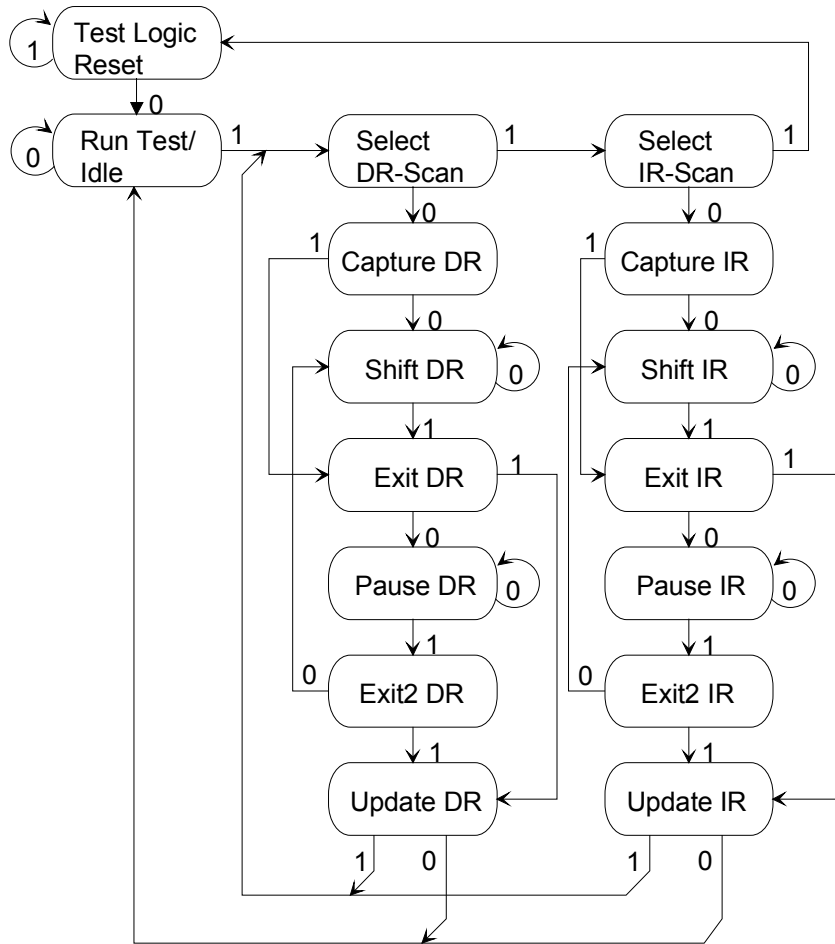 Test Logic
Reset
1
0
Run Test/
Idle
0
1
Select
DR-Scan
1
Select
IR-Scan
1
0
0
1
Capture DR
1
Capture IR
0
0
Shift DR
0
Shift IR
0
1
1
Exit DR
1
Exit IR
1
0
0
Pause DR
0
Pause IR
0
1
1
0
Exit2 DR
0
Exit2 IR
1
1
Update DR
Update IR
1
0
1
0